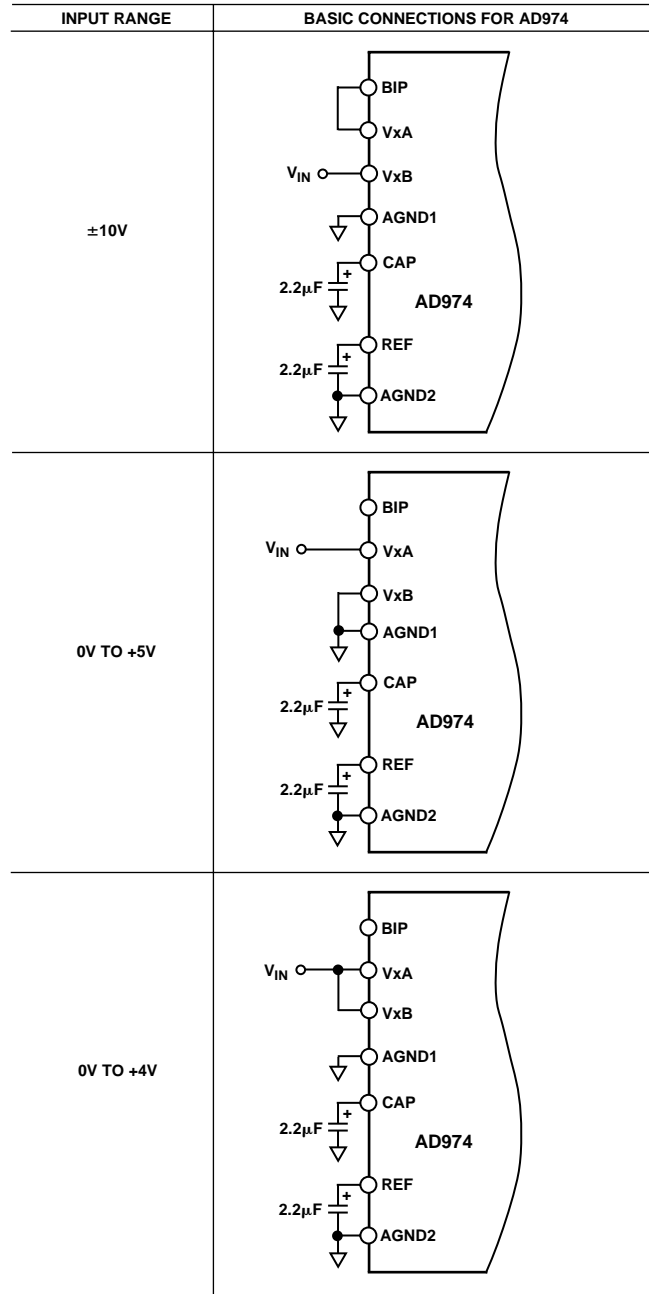 INPUT RANGE
BASIC CONNECTIONS FOR AD974
±10V
BIP
VxA
VIN
VxB
AGND1
CAP
2.2μF
+
AD974
REF
2.2μF
+
AGND2
0V TO +5V
BIP
VIN
VxA
VxB
AGND1
CAP
2.2μF
+
AD974
REF
2.2μF
+
AGND2
0V TO +4V
BIP
VIN
VxA
VxB
AGND1
CAP
2.2μF
+
AD974
REF
2.2μF
+
AGND2